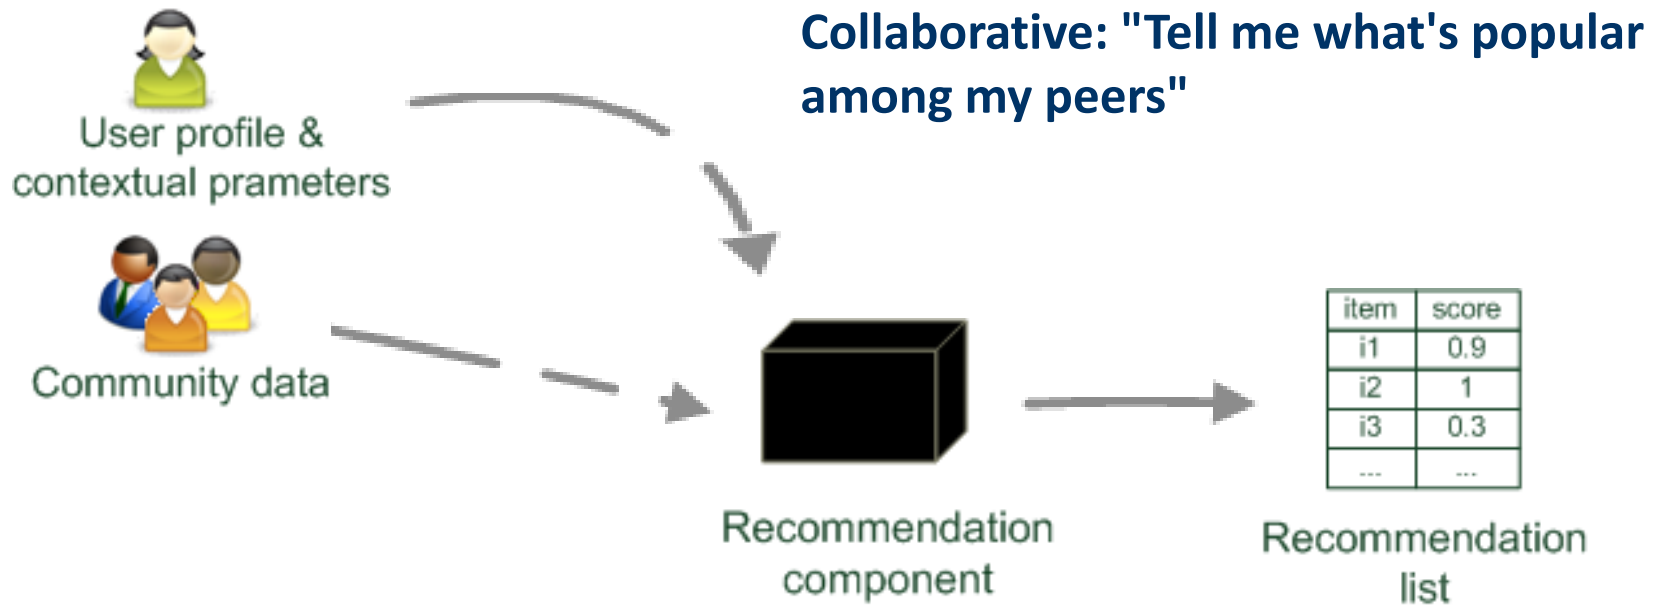 Collaborative: "Tell me what's popular
among my peers"
User profile &
contextual prameters
Community data
Recommendation
component
item score
i1 0.9
i2 1
i3 0.3
... ...
Recommendation
list